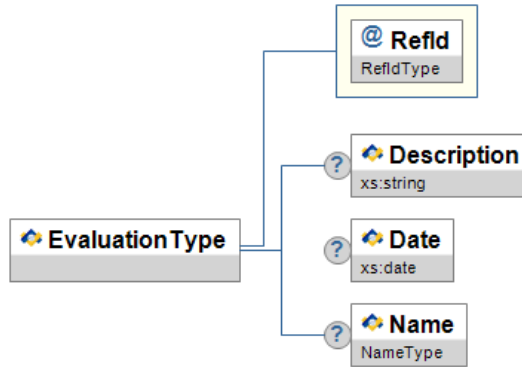 @ RefId
RefIdType
? Description
xs:string
EvaluationType
? Date
xs:date
? Name
NameType